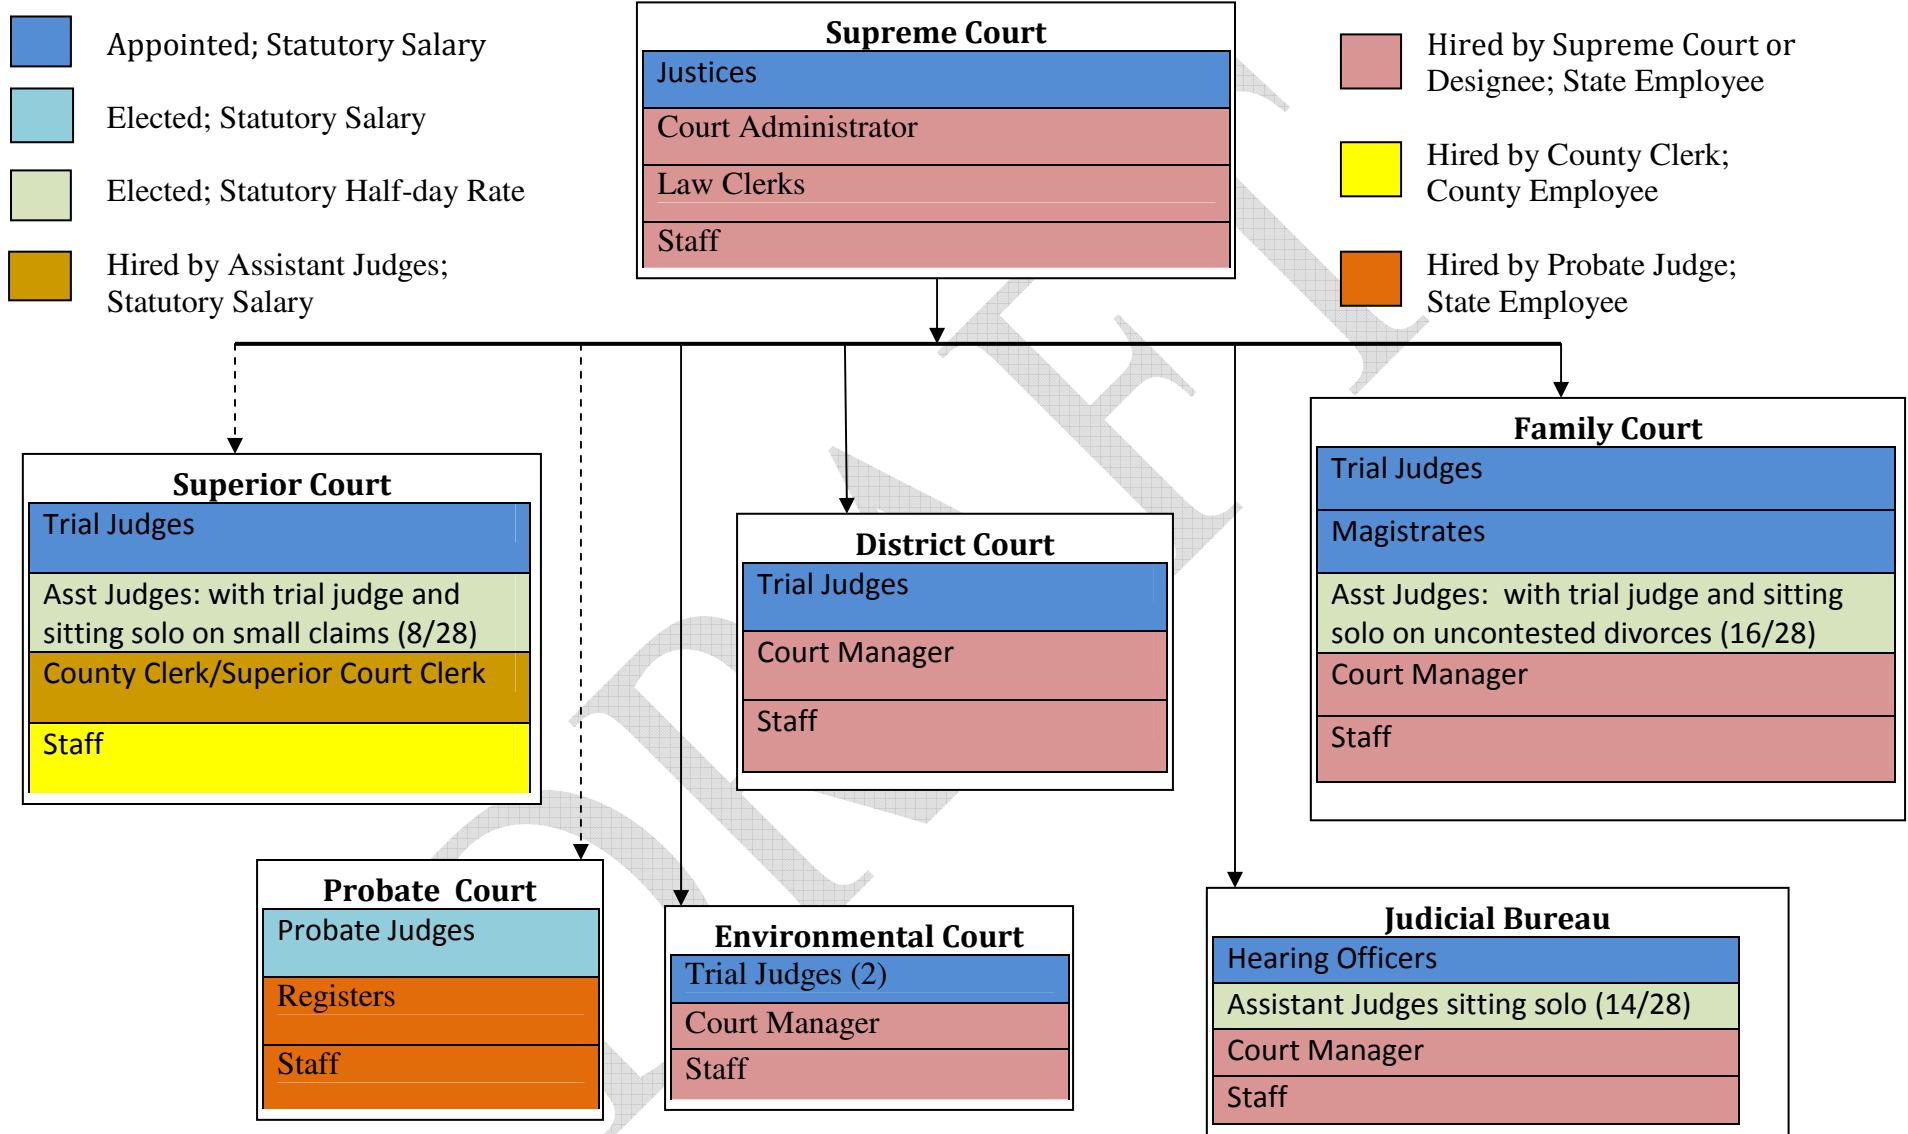 Appointed; Statutory Salary
Elected; Statutory Salary
Elected; Statutory Half-day Rate
Hired by Assistant Judges;
Statutory Salary
Supreme Court
Justices
Court Administrator
Law Clerks
Staff
Hired by Supreme Court or
Designee; State Employee
Hired by County Clerk;
County Employee
Hired by Probate Judge;
State Employee
Superior Court
Trial Judges
Asst Judges: with trial judge and
sitting solo on small claims (8/28)
County Clerk/Superior Court Clerk
Staff
District Court
Trial Judges
Court Manager
Staff
Family Court
Trial Judges
Magistrates
Asst Judges:  with trial judge and sitting
solo on uncontested divorces (16/28)
Court Manager
Staff
Probate  Court
Probate Judges
Registers
Staff
Environmental Court
Trial Judges (2)
Court Manager
Staff
Judicial Bureau
Hearing Officers
Assistant Judges sitting solo (14/28)
Court Manager
Staff
DRAFT